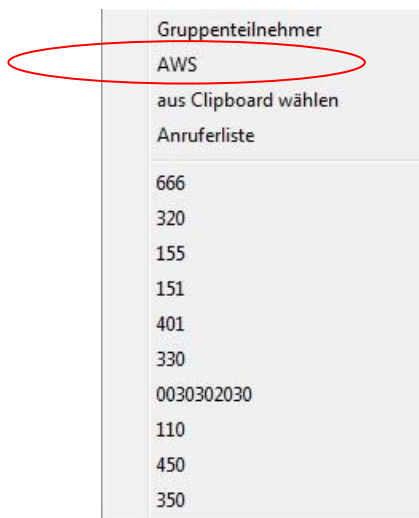 Gruppenteilnehmer
AWS
aus Clipboard wählen
Anruferliste
666
320
155
151
401
330
0030302030
110
450
350